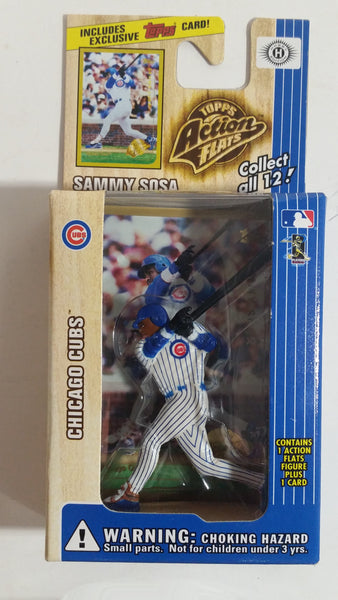 INCLUDES
EXCLUSIVE Topps CARD!
H
TOPPS
Action
FLATS
Collect
all 12!
SAMMY SOSA
CUBS
CHICAGO CUBS™
CONTAINS
1 ACTION
FLATS
FIGURE
PLUS
1 CARD
WARNING: CHOKING HAZARD
Small parts. Not for children under 3 yrs.